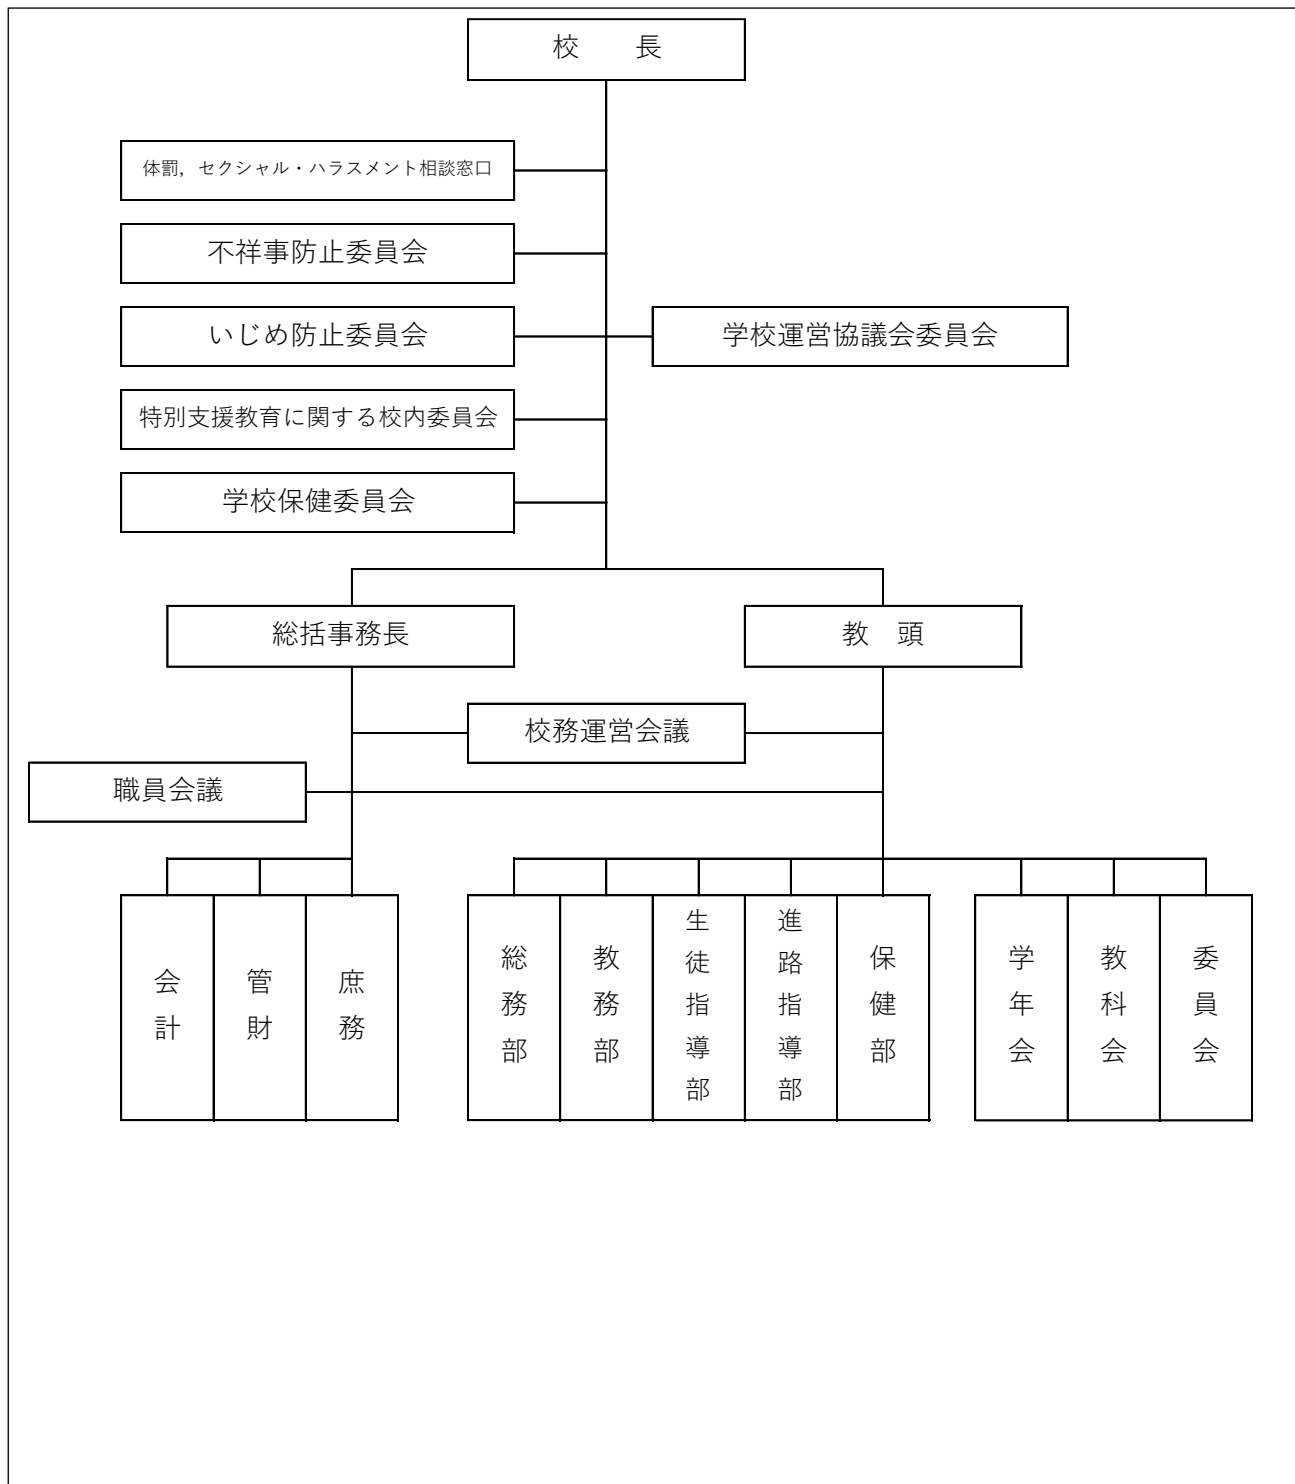 校　　長
体罰，セクシャル・ハラスメント相談窓口
不祥事防止委員会
いじめ防止委員会
学校運営協議会委員会
特別支援教育に関する校内委員会
学校保健委員会
総括事務長
教　頭
校務運営会議
職員会議
会計
管財
庶務
総務部
教務部
生徒指導部
進路指導部
保健部
学年会
教科会
委員会